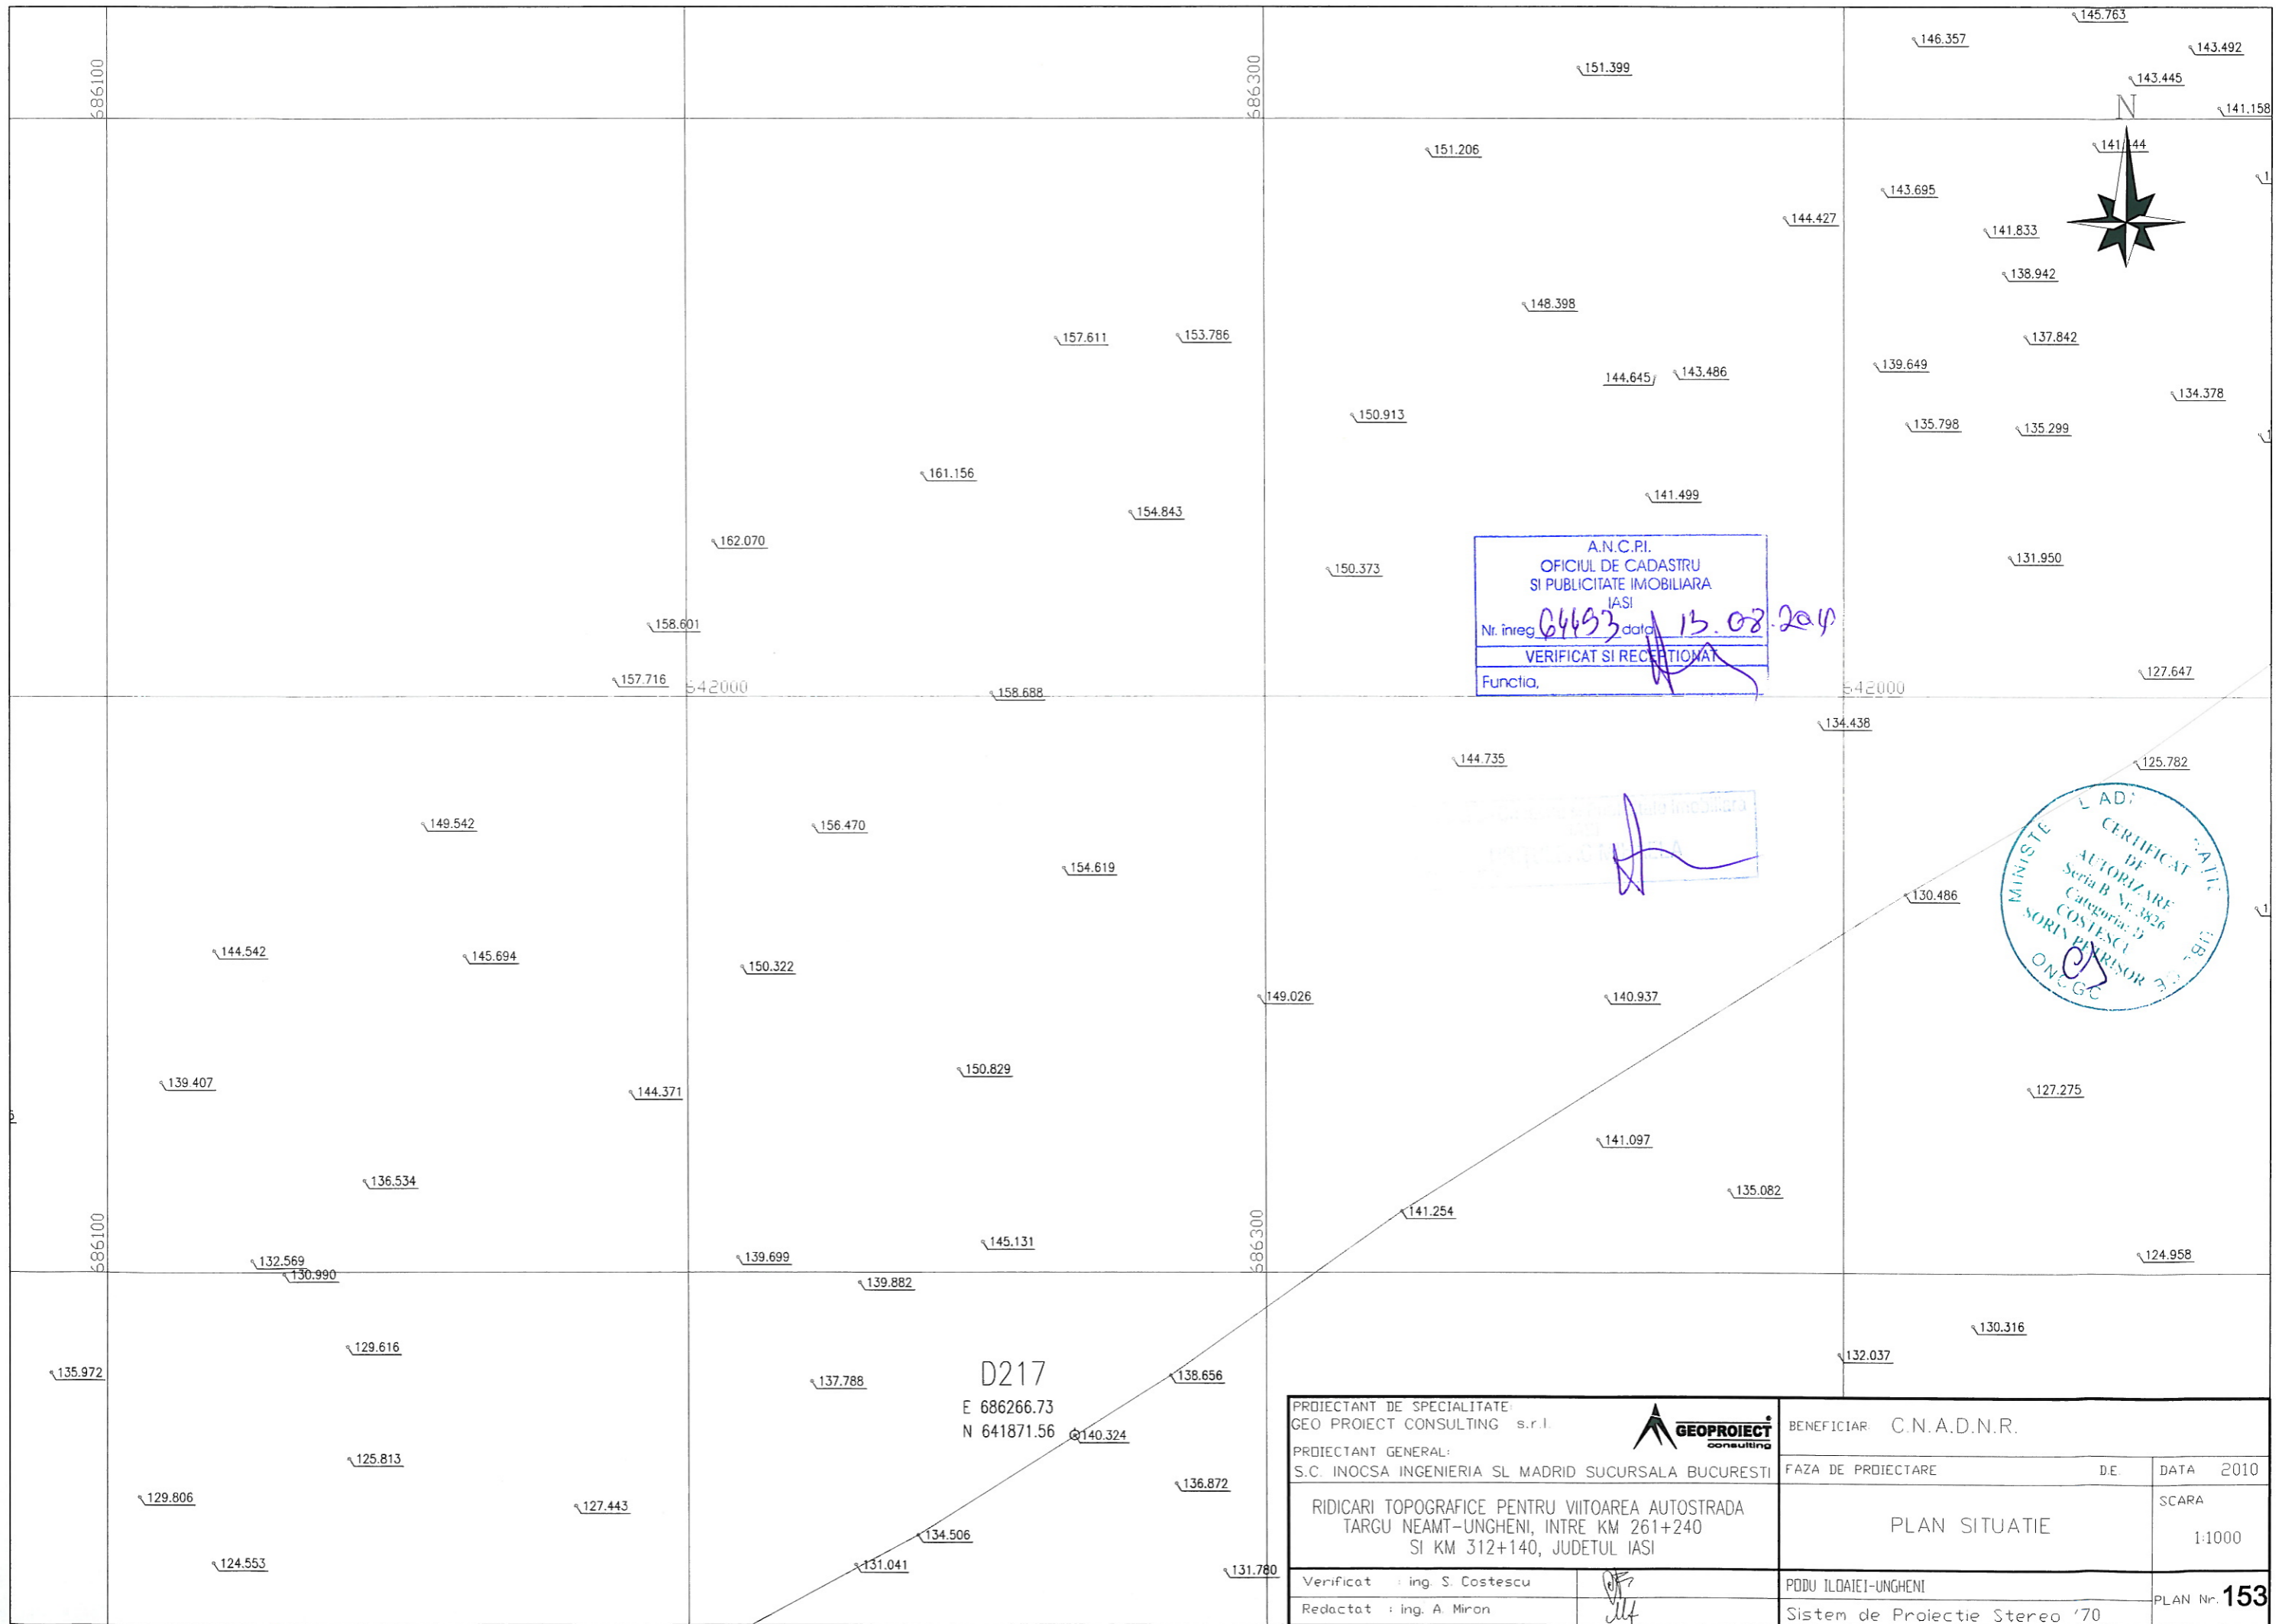 145.763
146.357
143.492
151.399
143.445
686100
686300
N
141.158
151.206
143.695
144.427
141.833
138.942
148.398
157.611
153.786
137.842
139.649
144.645
143.486
134.378
150.913
135.798
135.299
161.156
141.499
154.843
162.070
A.N.C.P.I.
OFICIUL DE CADASTRU
SI PUBLICITATE IMOBILIARA
IASI
Nr. înreg 64493 data 13.08.
VERIFICAT SI RECEPTIONAT
Functia,
150.373
131.950
158.601
157.716
642000
158.688
642000
127.647
134.438
144.735
125.782
149.542
156.470
154.619
CERTIFICAT
DE
AUTORIZARE
Seria B Nr. 3826
Categoria: D
COSTESCU
SORIN
MINISTE
ONCGC
130.486
144.542
145.694
150.322
149.026
140.937
139.407
144.371
150.829
127.275
141.097
136.534
135.082
141.254
686100
686300
132.569
130.990
139.699
145.131
139.882
124.958
129.616
130.316
132.037
135.972
137.788
D217
E 686266.73
N 641871.56
140.324
138.656
125.813
129.806
127.443
136.872
134.506
124.553
131.041
131.780
PROIECTANT DE SPECIALITATE:
GEO PROIECT CONSULTING s.r.l.
GEOPROIECT
consulting
PROIECTANT GENERAL:
S.C. INOCSA INGENIERIA SL MADRID SUCURSALA BUCURESTI
BENEFICIAR: C.N.A.D.N.R.
FAZA DE PROIECTARE D.E.
DATA 2010
RIDICARI TOPOGRAFICE PENTRU VIITOAREA AUTOSTRADA
TARGU NEAMT-UNGHENI, INTRE KM 261+240
SI KM 312+140, JUDETUL IASI
PLAN SITUATIE
SCARA
1:1000
Verificat : ing. S. Costescu
Redactat : ing. A. Miron
PODU ILOAIEI-UNGHENI
Sistem de Proiectie Stereo '70
PLAN Nr. 153